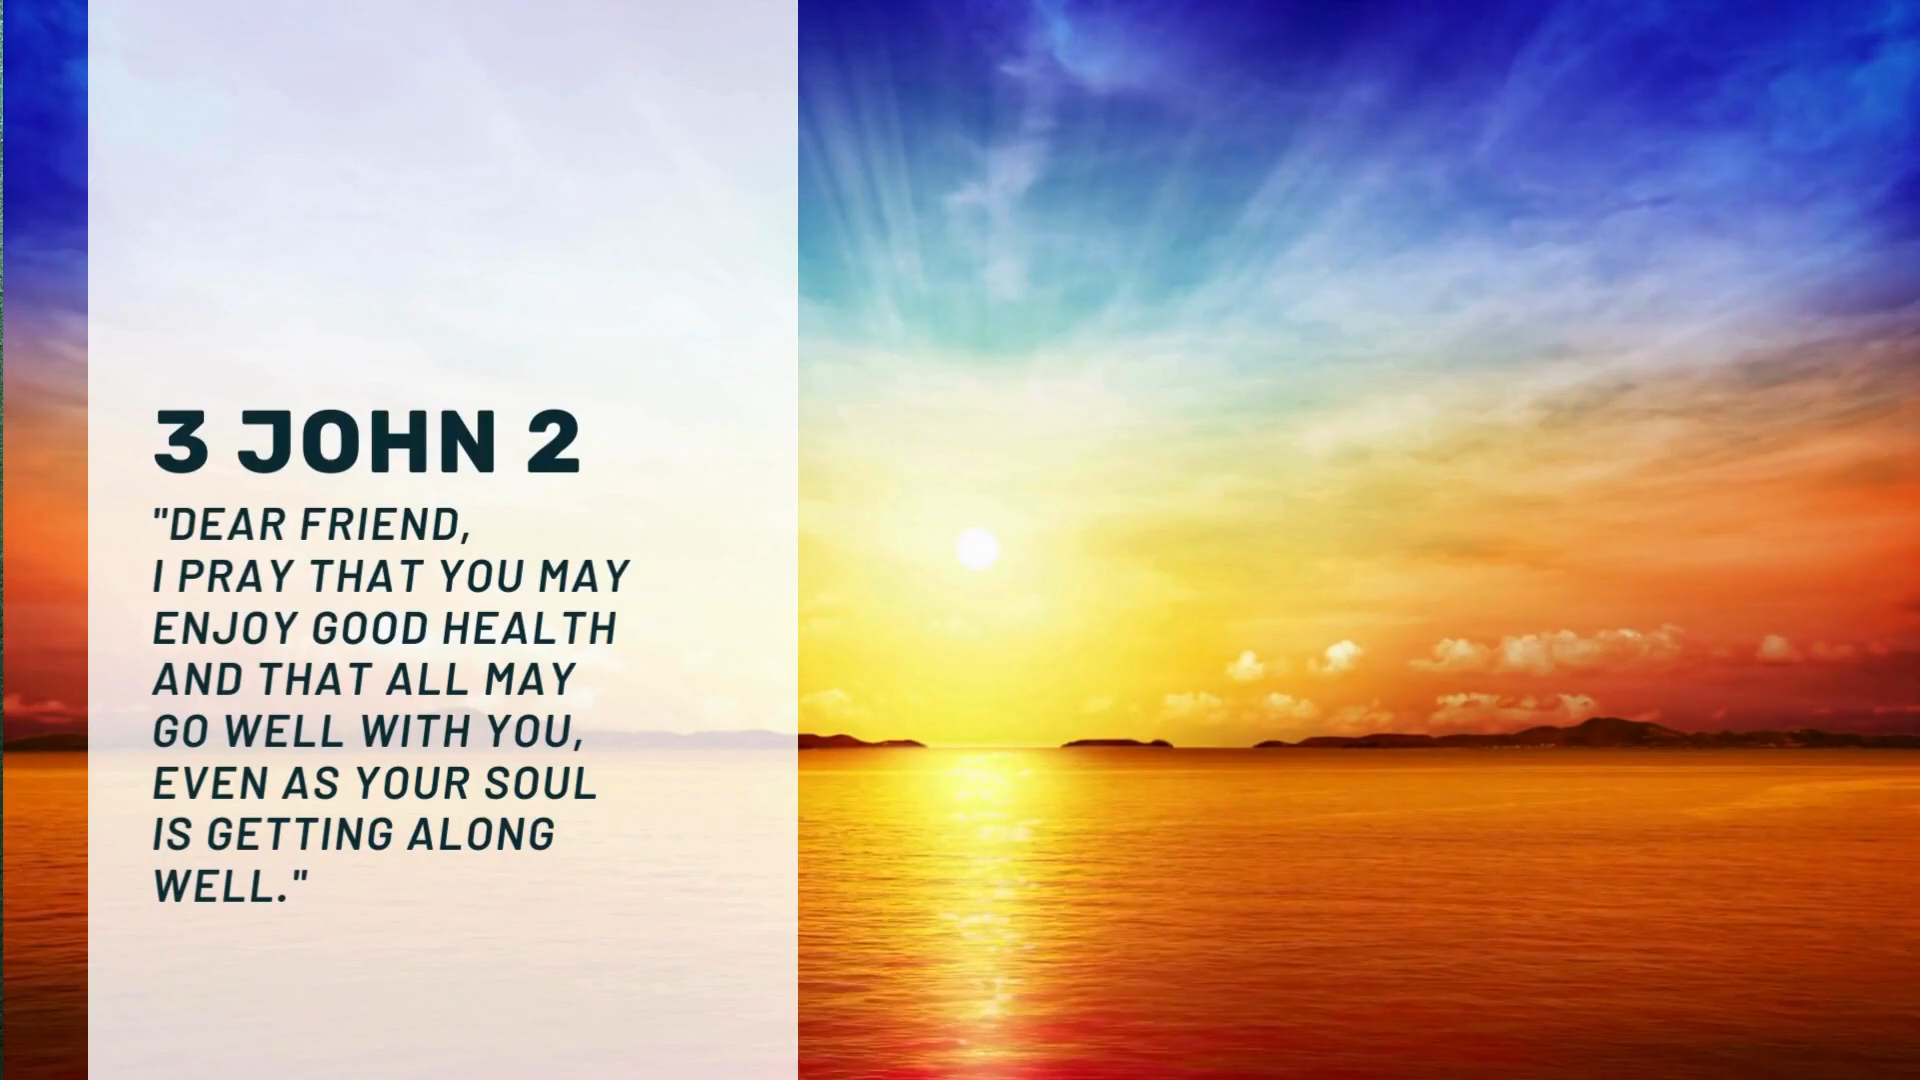 3 JOHN 2
"DEAR FRIEND,
I PRAY THAT YOU MAY
ENJOY GOOD HEALTH
AND THAT ALL MAY
GO WELL WITH YOU,
EVEN AS YOUR SOUL
IS GETTING ALONG
WELL."